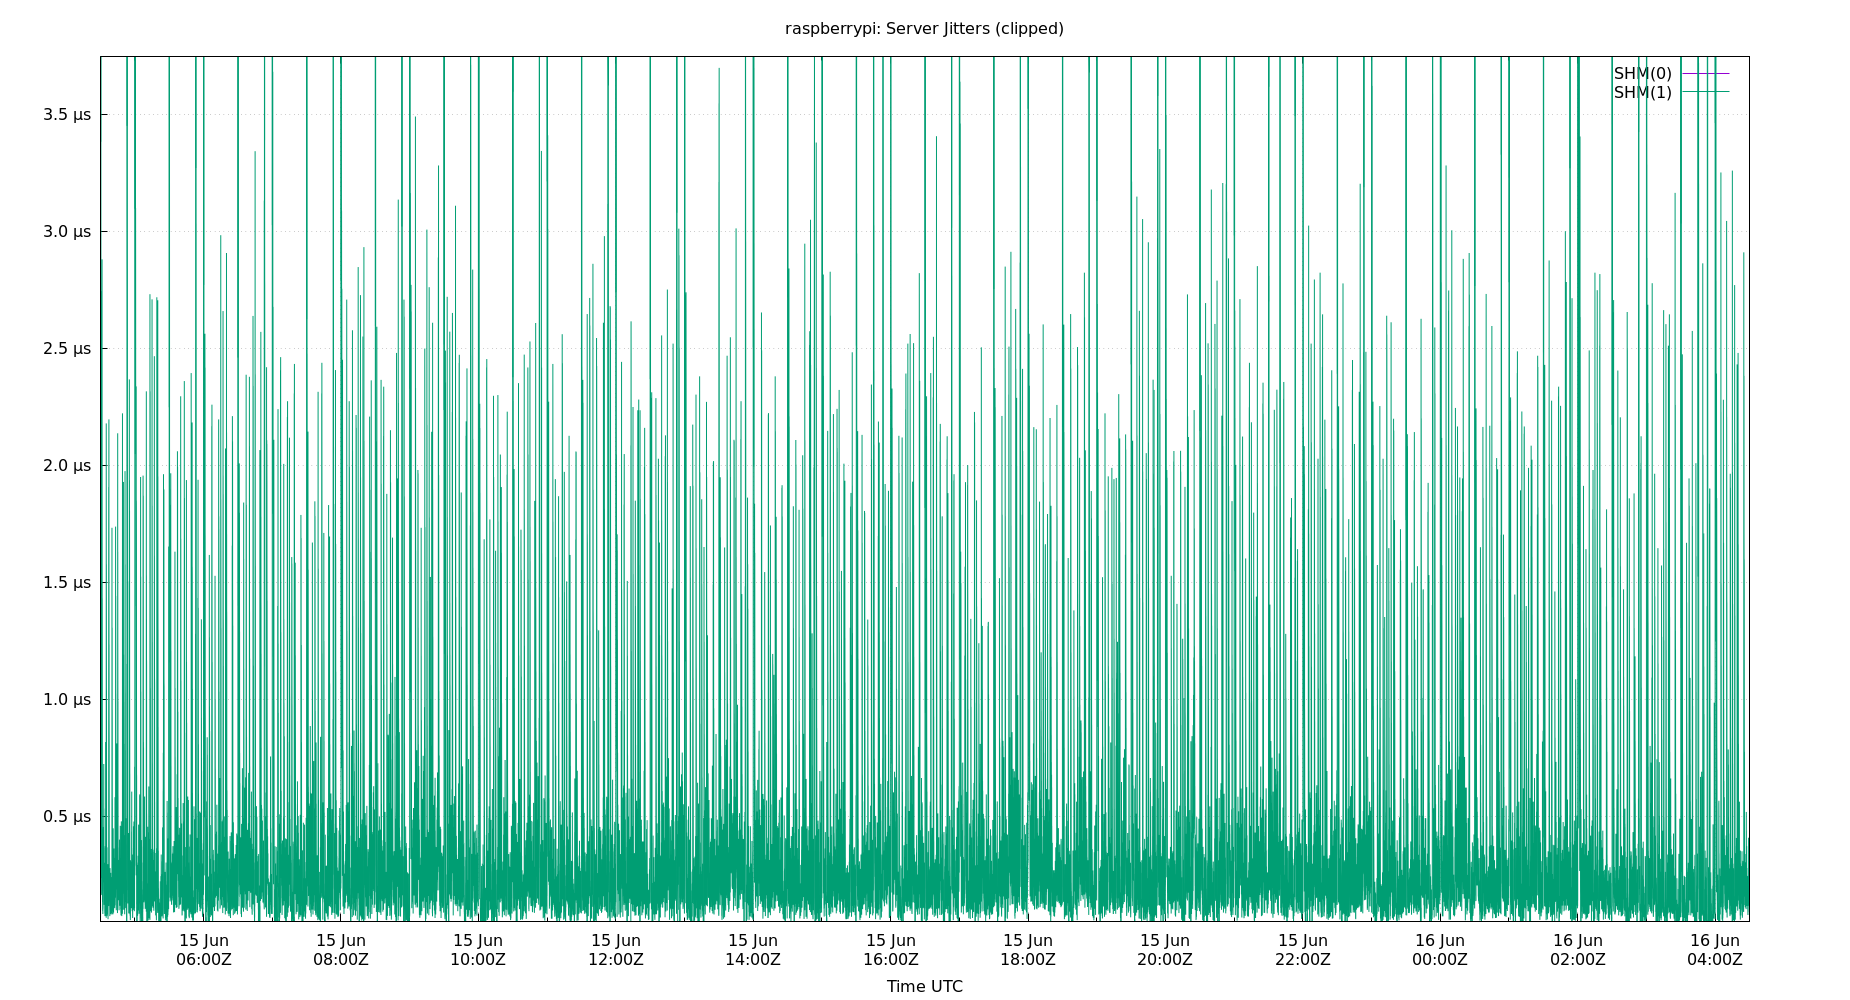 raspberrypi: Server Jitters (clipped)
SHM(0)
SHM(1)
3.5 µs
3.0 µs
2.5 µs
2.0 µs
1.5 µs
1.0 µs
0.5 µs
15 Jun 15 Jun 15 Jun 15 Jun 15 Jun 15 Jun 15 Jun 15 Jun 15 Jun 16 Jun 16 Jun 16 Jun
06:00Z 08:00Z 10:00Z 12:00Z 14:00Z 16:00Z 18:00Z 20:00Z 22:00Z 00:00Z 02:00Z 04:00Z
Time UTC